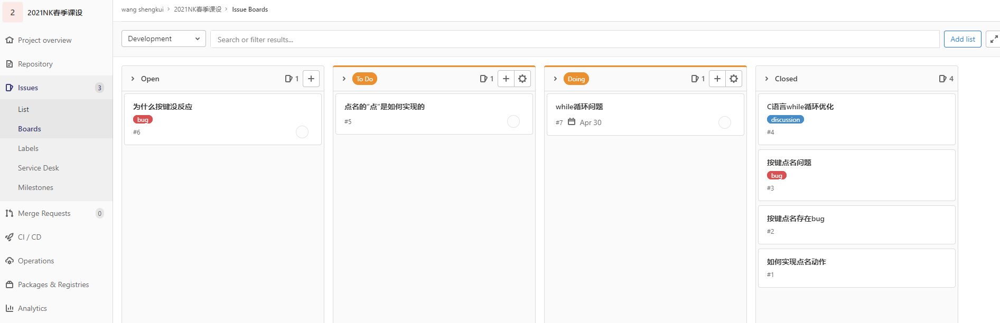 2 2021NK春季课设
Project overview
Repository
Issues 3
List
Boards
Labels
Service Desk
Milestones
Merge Requests 0
CI / CD
Operations
Packages & Registries
Analytics
wang shengkui › 2021NK春季课设 › Issue Boards
Development
Search or filter results...
Add list
Open 1
为什么按键没反应
bug
#6
To Do 1
点名的“点”是如何实现的
#5
Doing 1
while循环问题
#7 Apr 30
Closed 4
C语言while循环优化
discussion
#4
按键点名问题
bug
#3
按键点名存在bug
#2
如何实现点名动作
#1